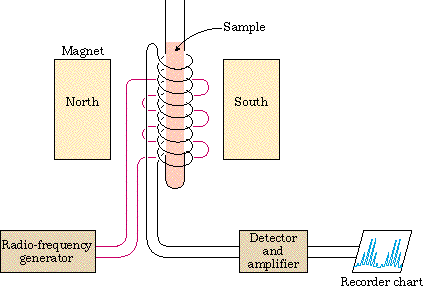 Sample
Magnet
North
South
Radio-frequency
generator
Detector
and
amplifier
Recorder chart